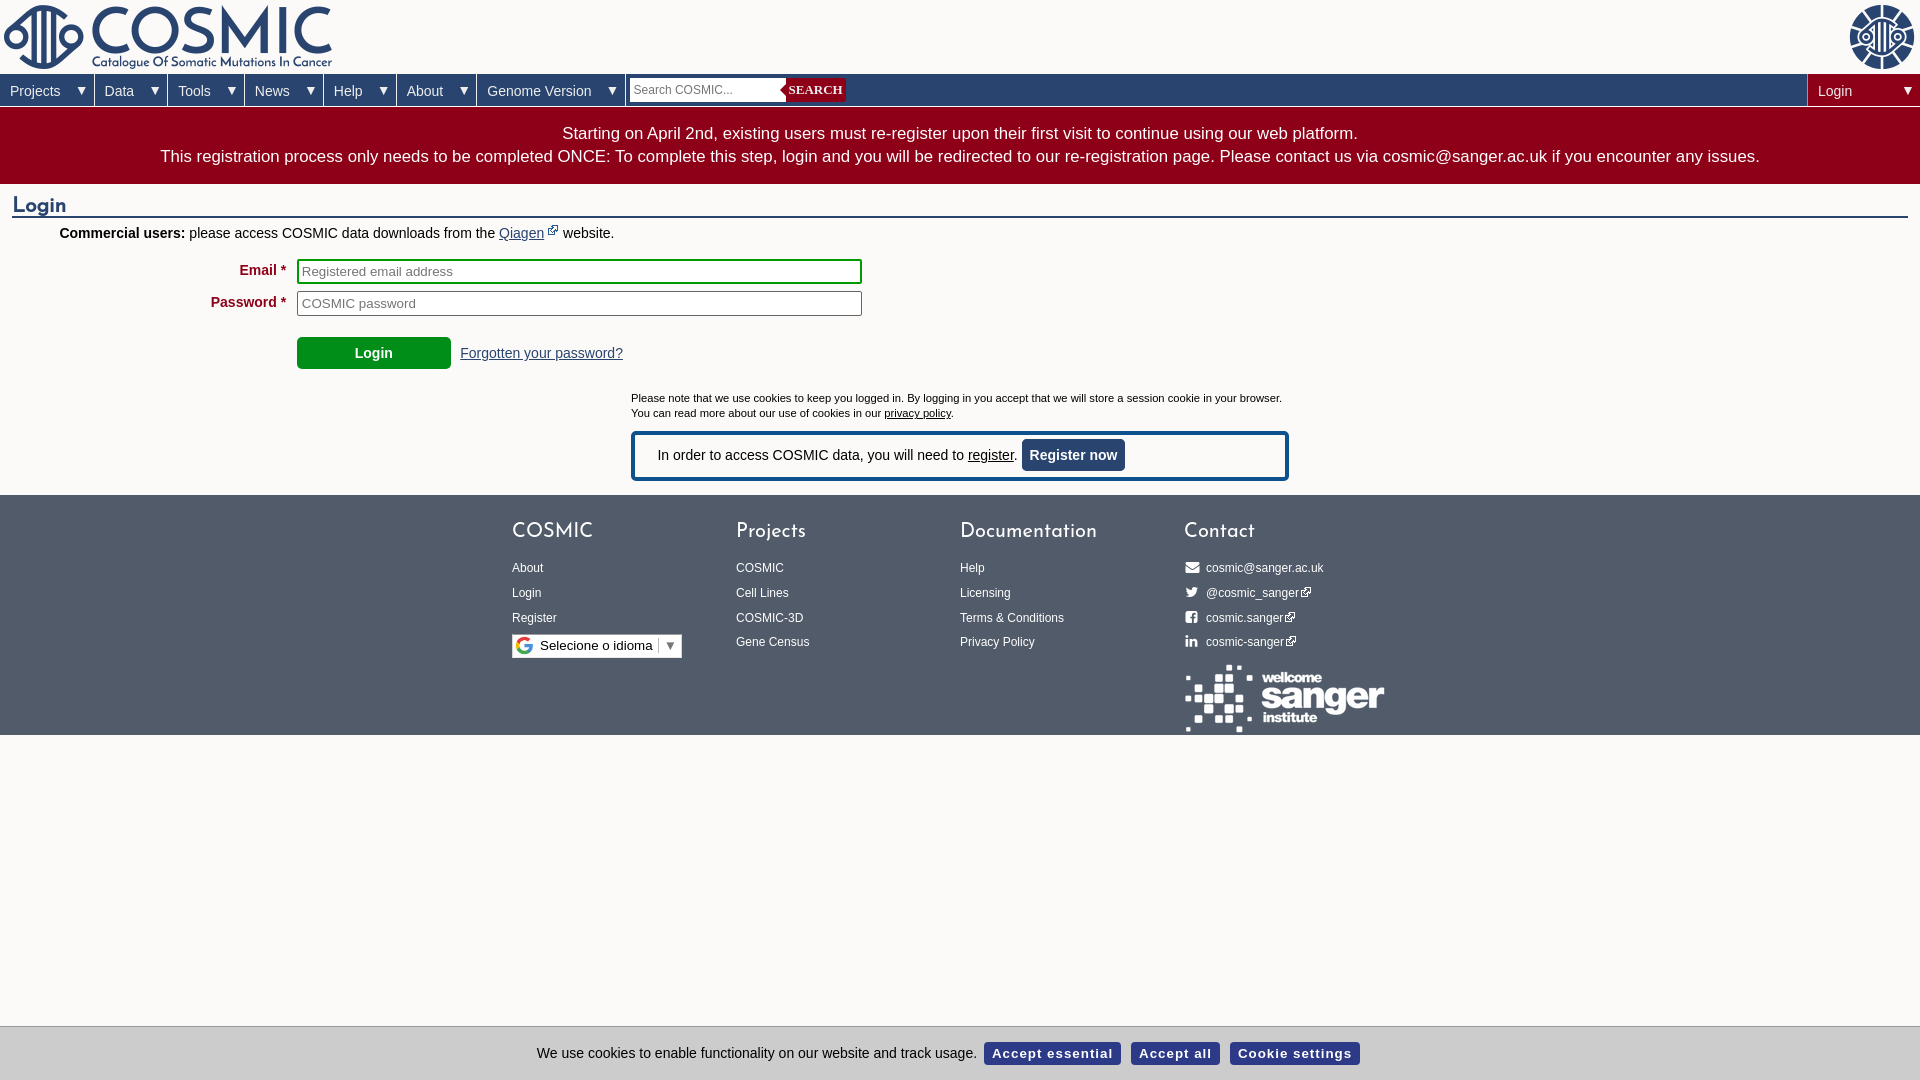 COSMIC
Catalogue Of Somatic Mutations In Cancer
Projects ▼ Data ▼ Tools ▼ News ▼ Help ▼ About ▼ Genome Version ▼ Search COSMIC... SEARCH Login ▼
Starting on April 2nd, existing users must re-register upon their first visit to continue using our web platform.
This registration process only needs to be completed ONCE: To complete this step, login and you will be redirected to our re-registration page. Please contact us via cosmic@sanger.ac.uk if you encounter any issues.
Login
Commercial users: please access COSMIC data downloads from the Qiagen website.
Email * Registered email address
Password * COSMIC password
Login Forgotten your password?
Please note that we use cookies to keep you logged in. By logging in you accept that we will store a session cookie in your browser.
You can read more about our use of cookies in our privacy policy.
In order to access COSMIC data, you will need to register. Register now
COSMIC
About
Login
Register
Selecione o idioma ▼
Projects
COSMIC
Cell Lines
COSMIC-3D
Gene Census
Documentation
Help
Licensing
Terms & Conditions
Privacy Policy
Contact
cosmic@sanger.ac.uk
@cosmic_sanger
cosmic.sanger
cosmic-sanger
wellcome
sanger
institute
We use cookies to enable functionality on our website and track usage. Accept essential Accept all Cookie settings